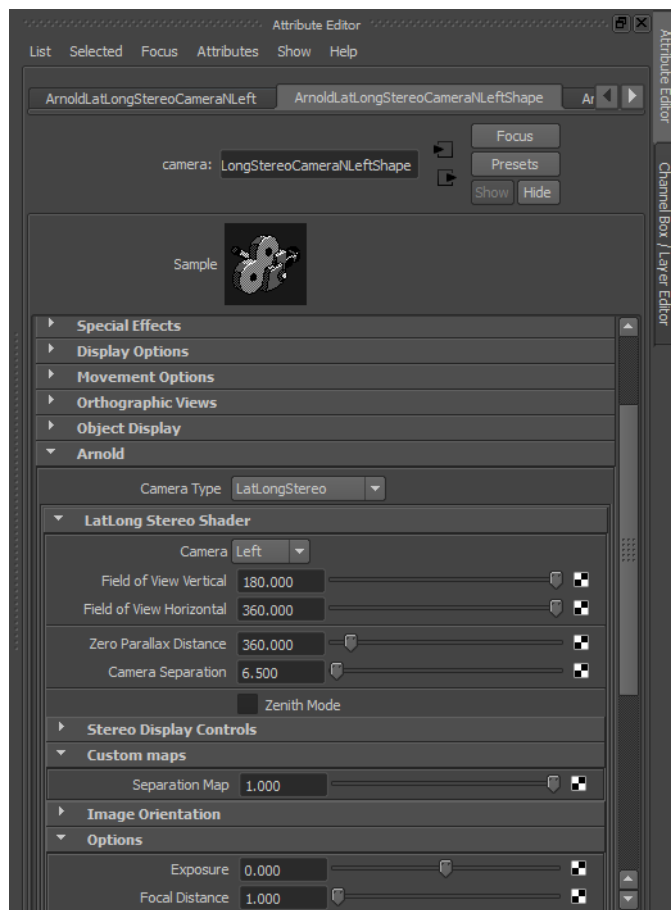 Attribute Editor
List Selected Focus Attributes Show Help
ArnoldLatLongStereoCameraNLeft ArnoldLatLongStereoCameraNLeftShape
camera: LongStereoCameraNLeftShape
Focus
Presets
Show Hide
Sample
Special Effects
Display Options
Movement Options
Orthographic Views
Object Display
Arnold
Camera Type LatLongStereo
LatLong Stereo Shader
Camera Left
Field of View Vertical 180.000
Field of View Horizontal 360.000
Zero Parallax Distance 360.000
Camera Separation 6.500
Zenith Mode
Stereo Display Controls
Custom maps
Separation Map 1.000
Image Orientation
Options
Exposure 0.000
Focal Distance 1.000
Attribute Editor
Channel Box / Layer Editor